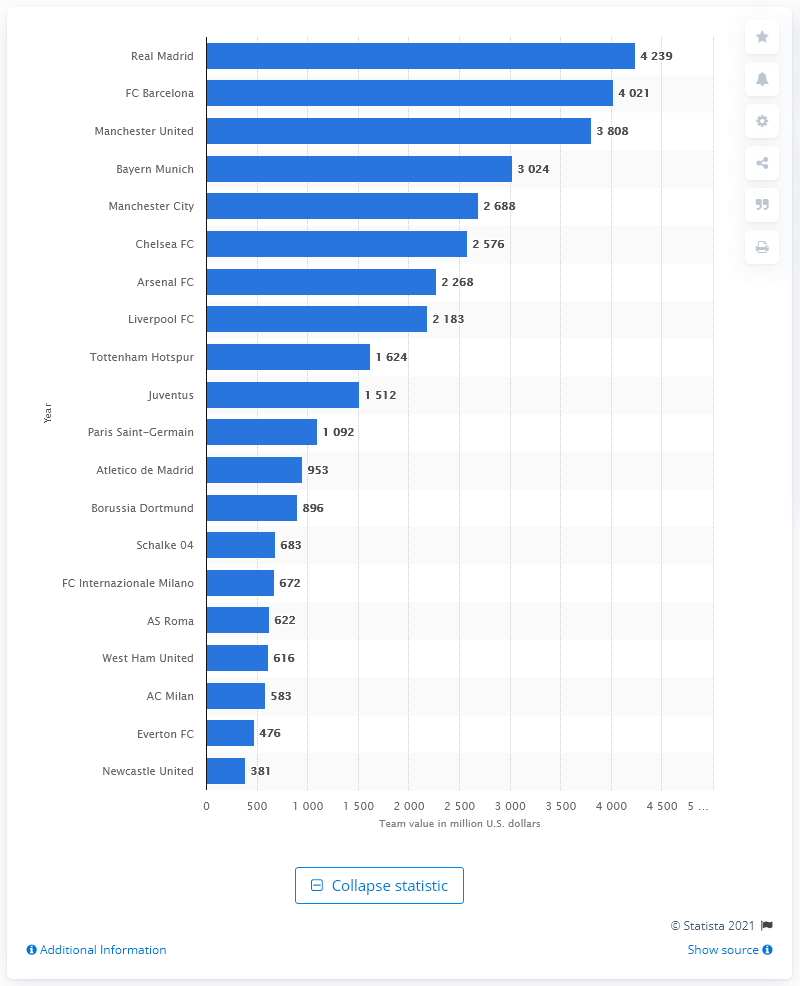 Real Madrid 4 239
FC Barcelona 4 021
Manchester United 3 808
Bayern Munich 3 024
Manchester City 2 688
Chelsea FC 2 576
Arsenal FC 2 268
Liverpool FC 2 183
Tottenham Hotspur 1 624
Juventus 1 512
Year
Paris Saint-Germain 1 092
Atletico de Madrid 953
Borussia Dortmund 896
Schalke 04 683
FC Internazionale Milano 672
AS Roma 622
West Ham United 616
AC Milan 583
Everton FC 476
Newcastle United 381
0 500 1 000 1 500 2 000 2 500 3 000 3 500 4 000 4 500 5 ...
Team value in million U.S. dollars
Collapse statistic
© Statista 2021
Additional Information Show source